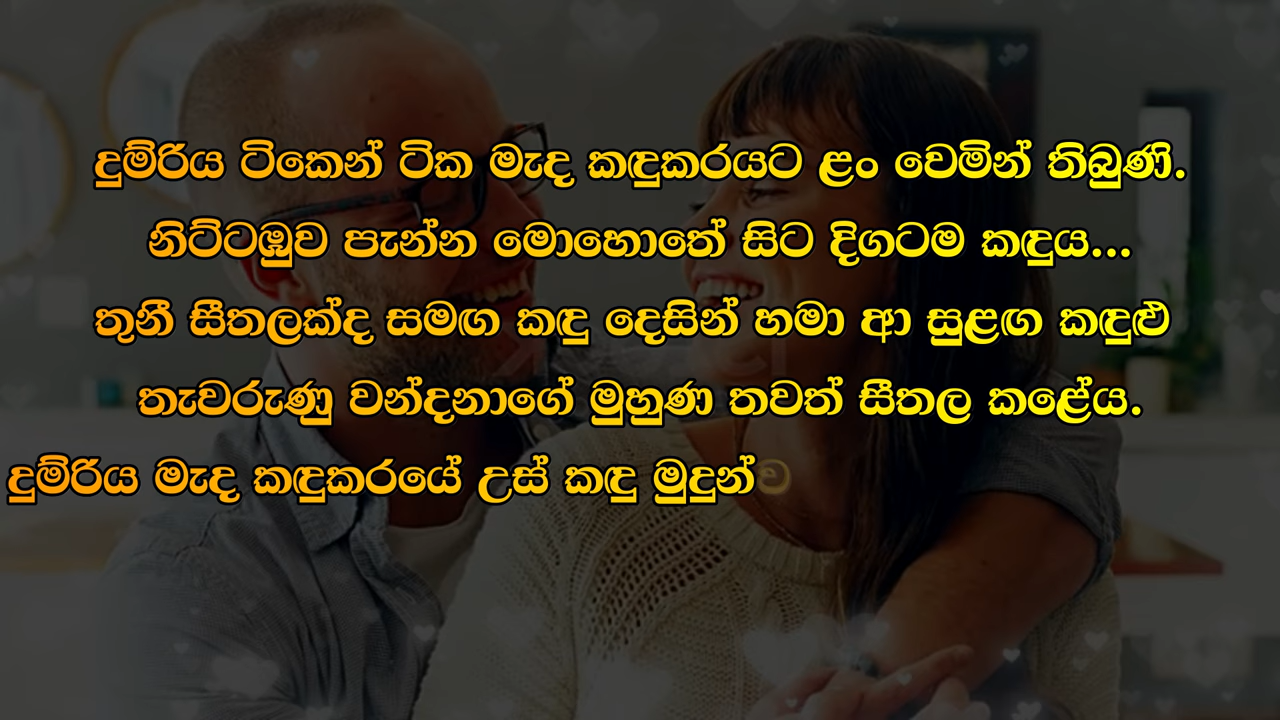 දුම්රිය ටිකෙන් ටික මැද කඳුකරයට ළං වෙමින් තිබුණි.
නිට්ටඹුව පැන්න මොහොතේ සිට දිගටම කඳුය...
තුනී සීතලක්ද සමඟ කඳු දෙසින් හමා ආ සුළඟ කඳුළු
තැවරුණු වන්දනාගේ මුහුණ තවත් සීතල කළේය.
දුම්රිය මැද කඳුකරයේ උස් කඳු මුදුන්ව